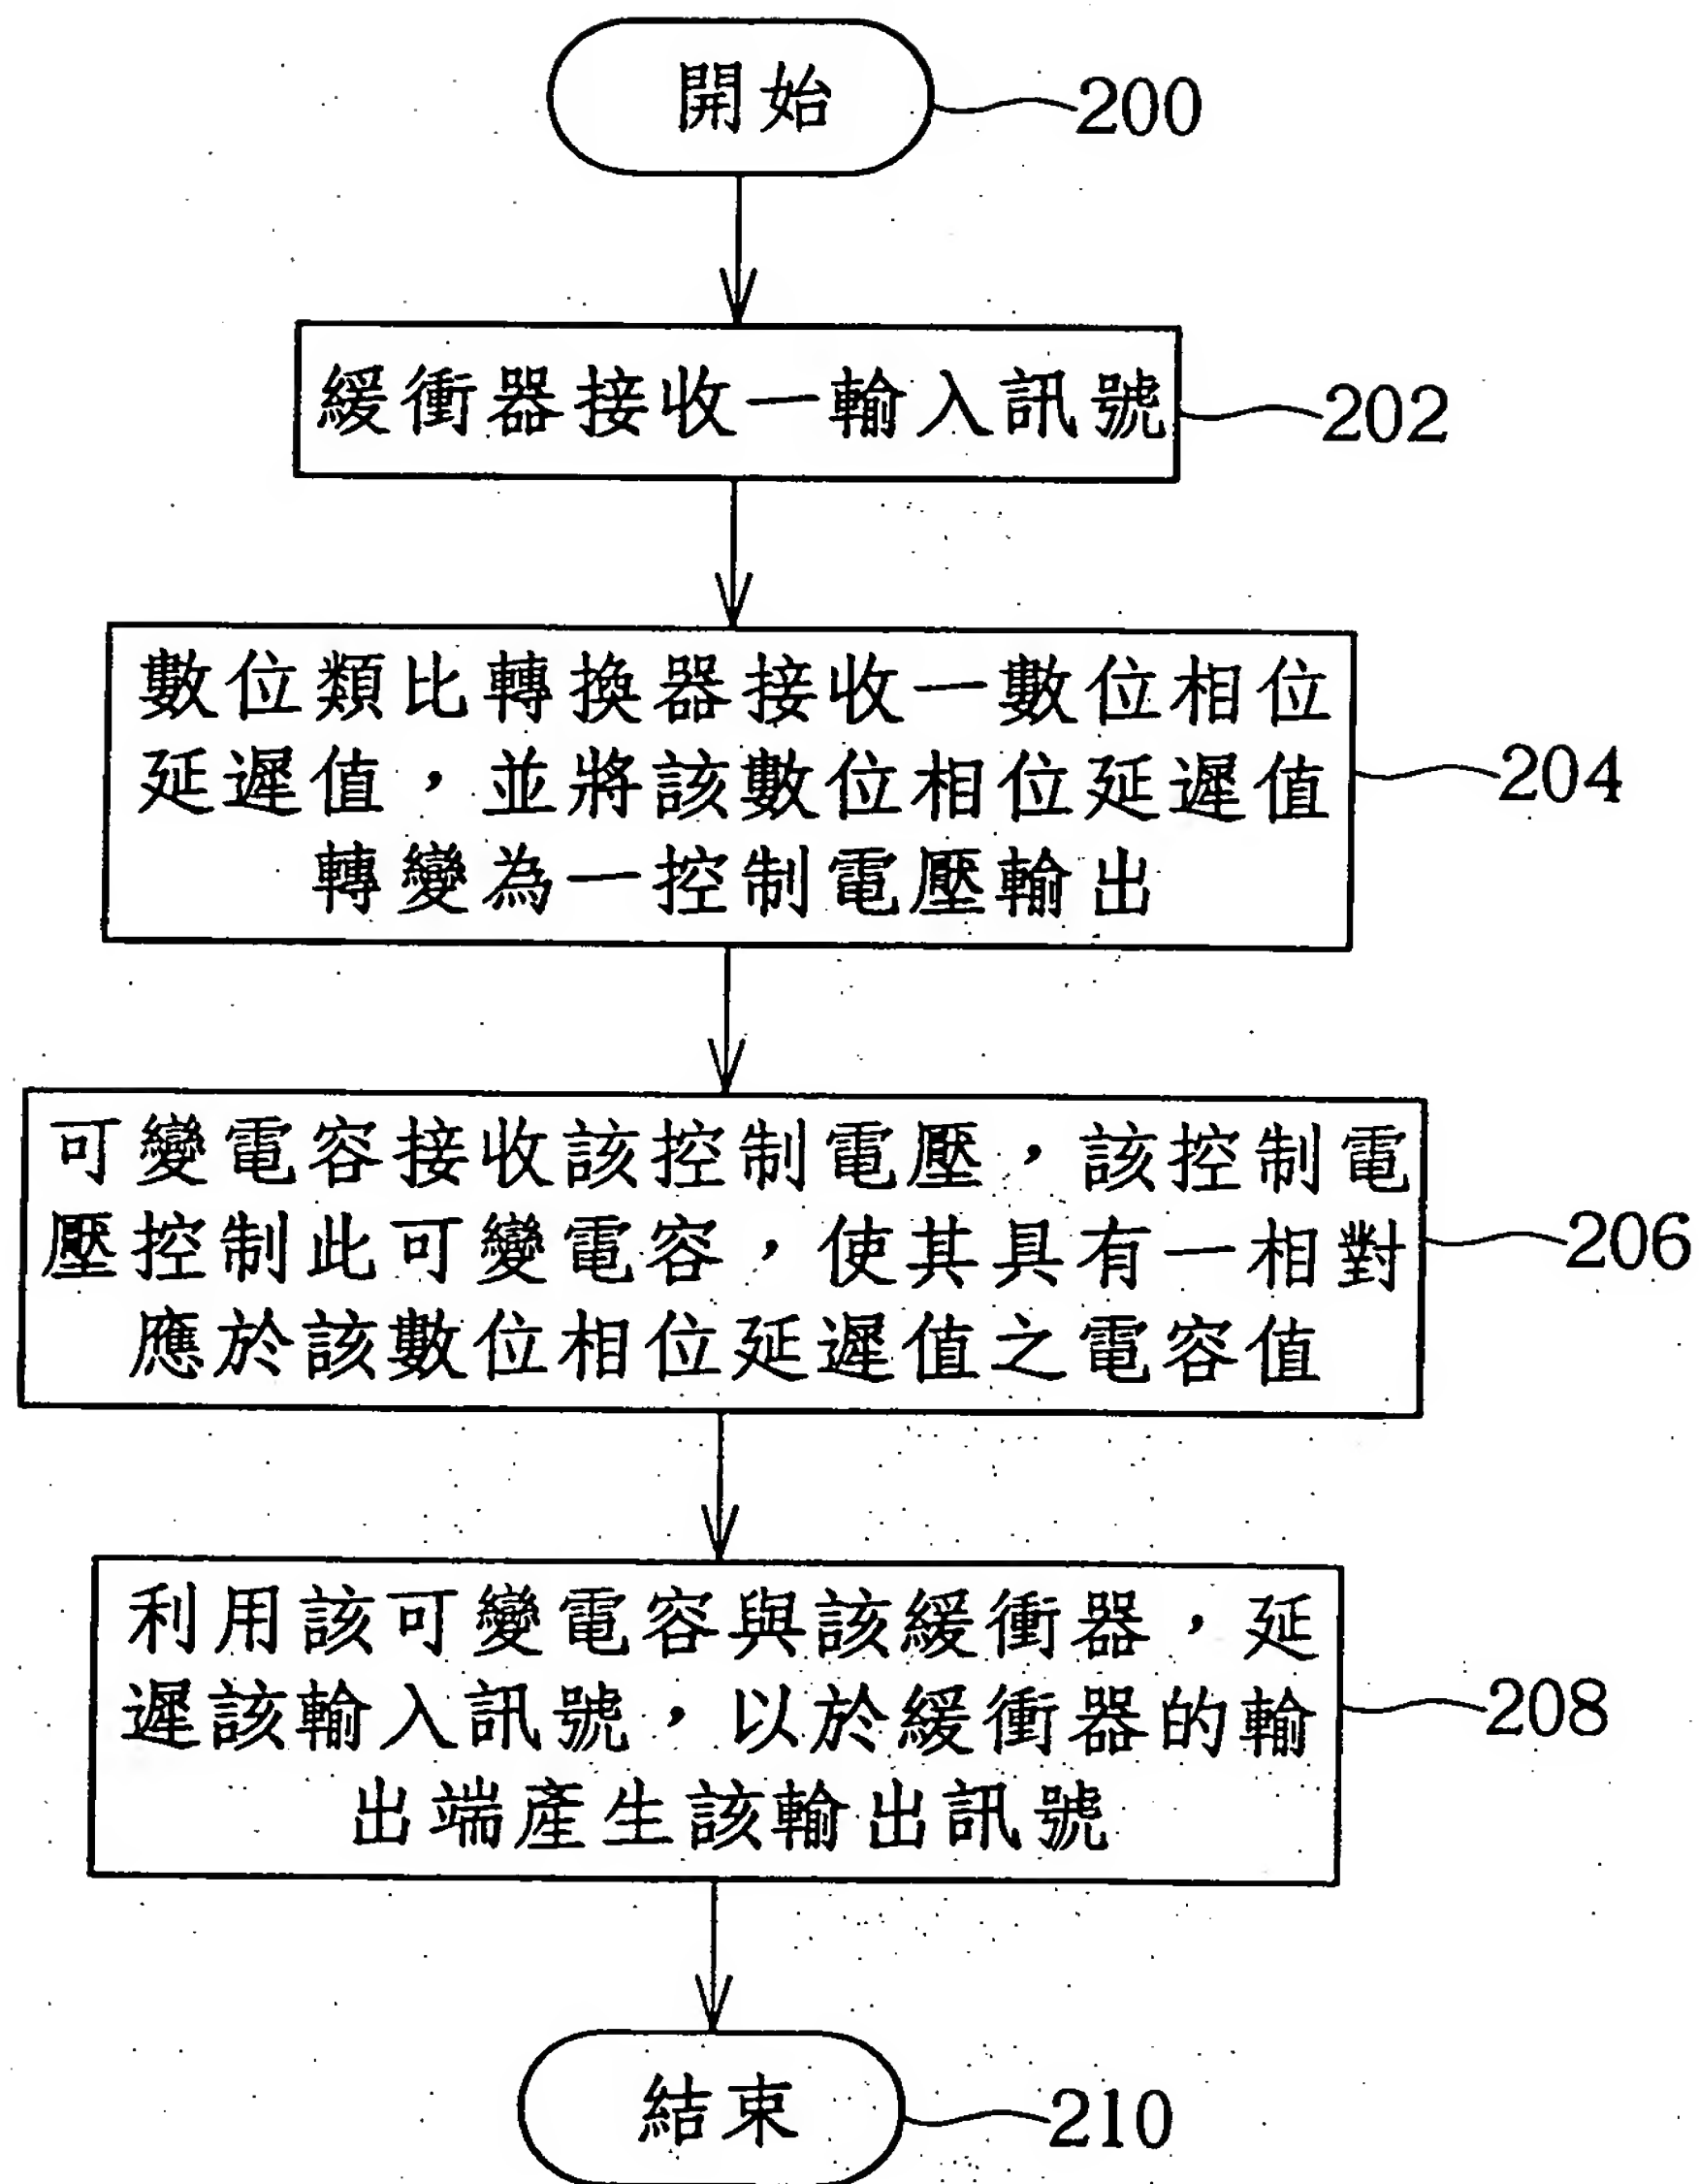 開始
200
緩衝器接收一輸入訊號
202
數位類比轉換器接收一數位相位
延遲值，並將該數位相位延遲值
轉變為一控制電壓輸出
204
可變電容接收該控制電壓，該控制電
壓控制此可變電容，使其具有一相對
應於該數位相位延遲值之電容值
206
利用該可變電容與該緩衝器，延
遲該輸入訊號，以於緩衝器的輸
出端產生該輸出訊號
208
結束
210